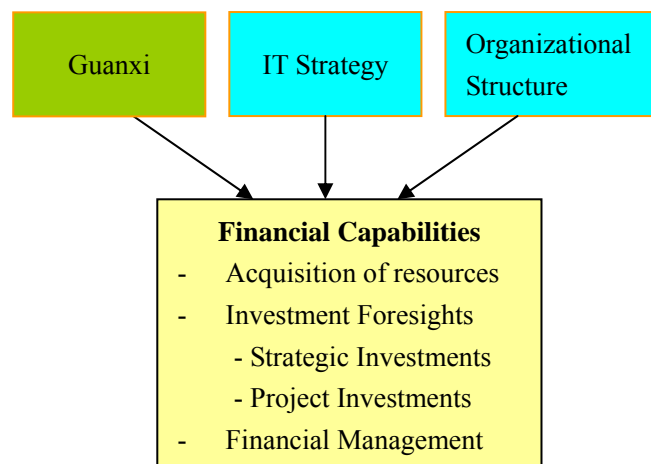 Guanxi
IT Strategy
Organizational
Structure
Financial Capabilities
- Acquisition of resources
- Investment Foresights
- Strategic Investments
- Project Investments
- Financial Management